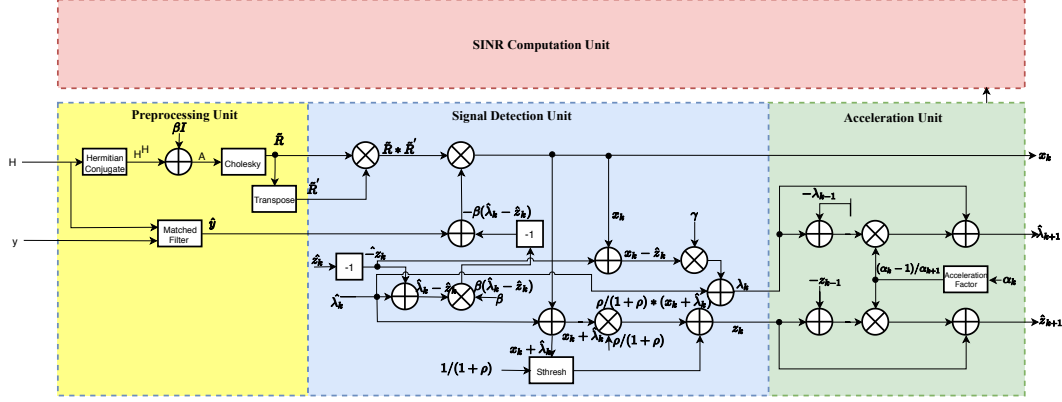 SINR Computation Unit
Preprocessing Unit
Signal Detection Unit
Acceleration Unit
βI
H
Hermitian
Conjugate
H^H
A
Cholesky
R̃
R̃ * R̃′
x_k
Transpose
R̃′
−λ_{k−1}
−β(λ̂_k − ẑ_k)
x_k
γ
y
Matched
Filter
ŷ
-1
-
λ̂_{k+1}
ẑ_k
-1
−ẑ_k
x_k − ẑ_k
(α_k − 1)/α_{k+1}
Acceleration
Factor
α_k
λ̂_k
λ̂_k − ẑ_k
β(λ̂_k − ẑ_k)
β
λ_k
−z_{k−1}
ρ/(1 + ρ) * (x_k + λ̂_k)
-
z_k
-
ẑ_{k+1}
x_k + λ̂_k
ρ/(1 + ρ)
x_k + λ̂_k
1/(1 + ρ)
Sthresh